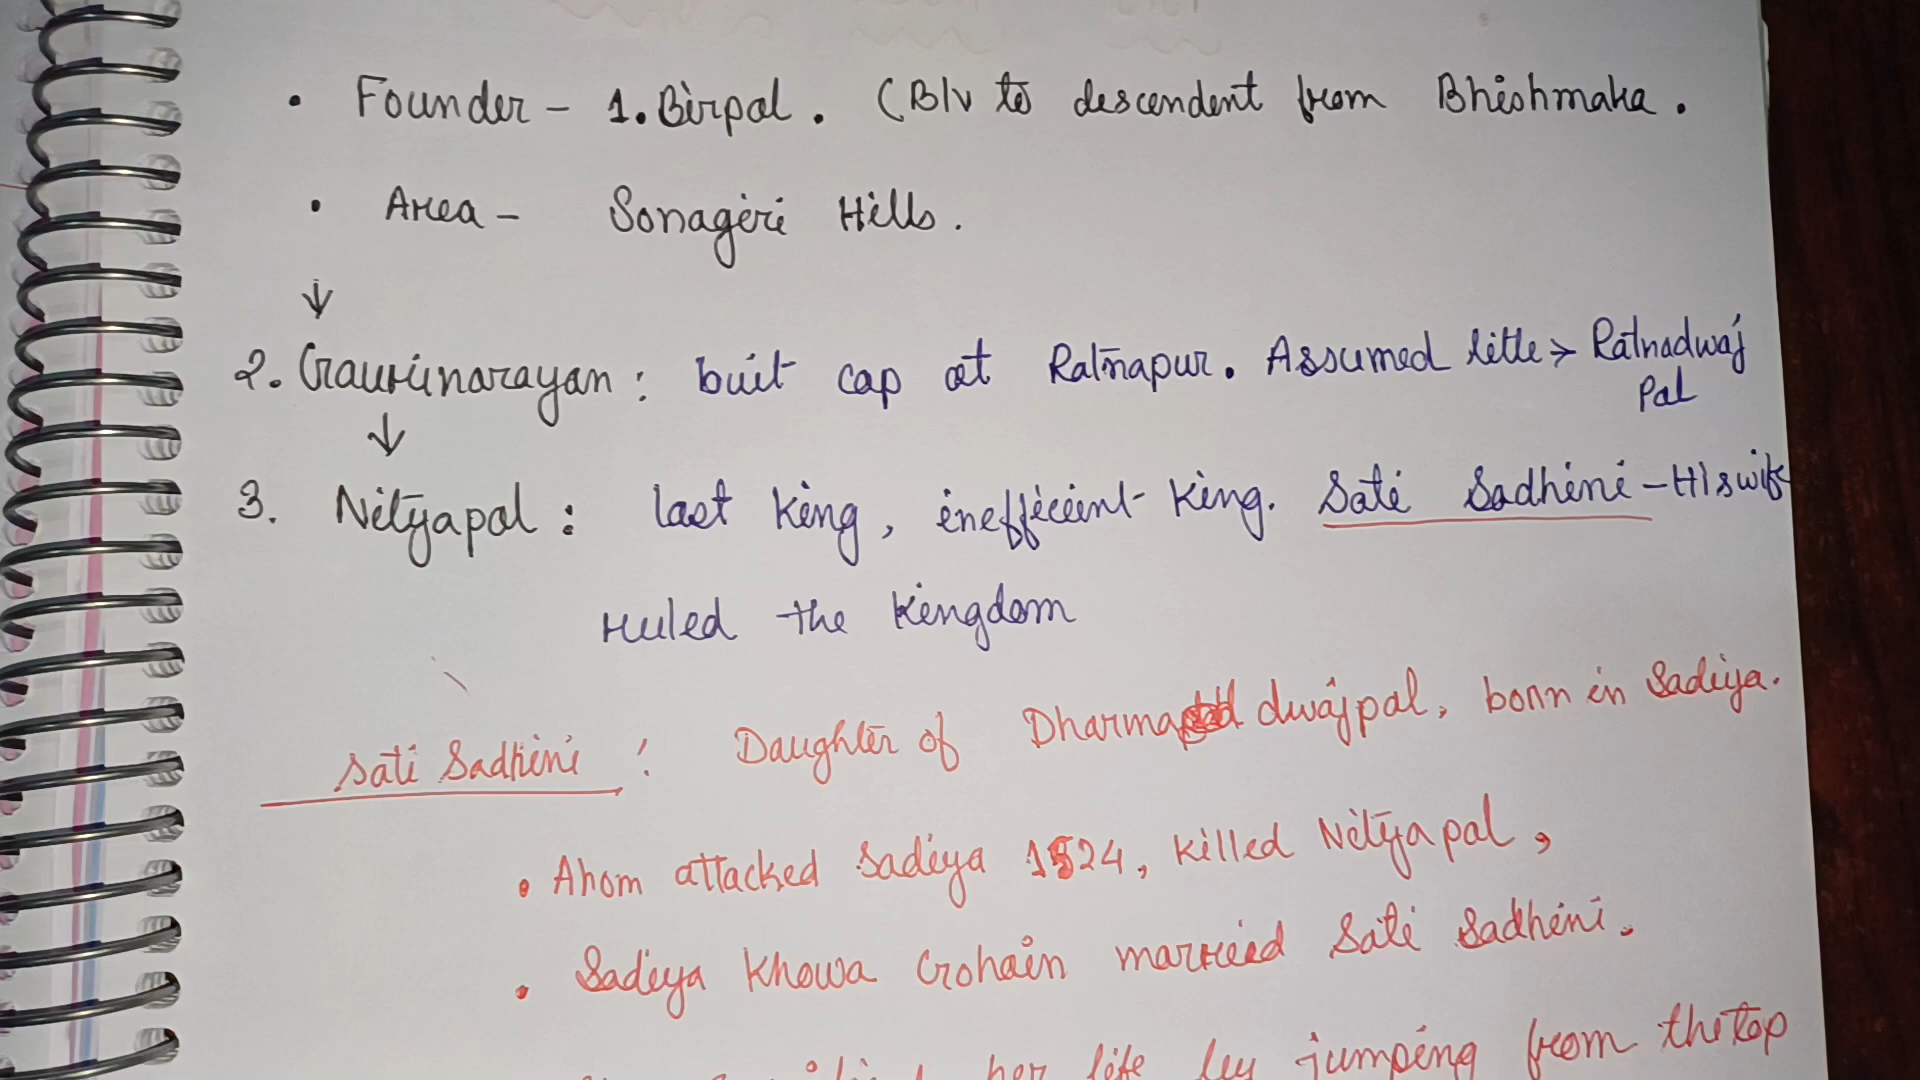 • Founder - 1. Birpal. (Blv to descendent from Bhishmaka.
• Area - Sonagiri Hills.
↓
2. Gaurinarayan: buit cap at Ratnapur. Assumed title > Ratnadwaj
Pal
↓
3. Nityapal: last king, inefficient king. Sati Sadhini - His wife
ruled the kingdom
Sati Sadhini: Daughter of Dharma dwajpal, born in Sadiya.
• Ahom attacked Sadiya 1524, killed Nityapal,
• Sadiya Khowa Gohain married Sati Sadhini.
her life by jumping from the top